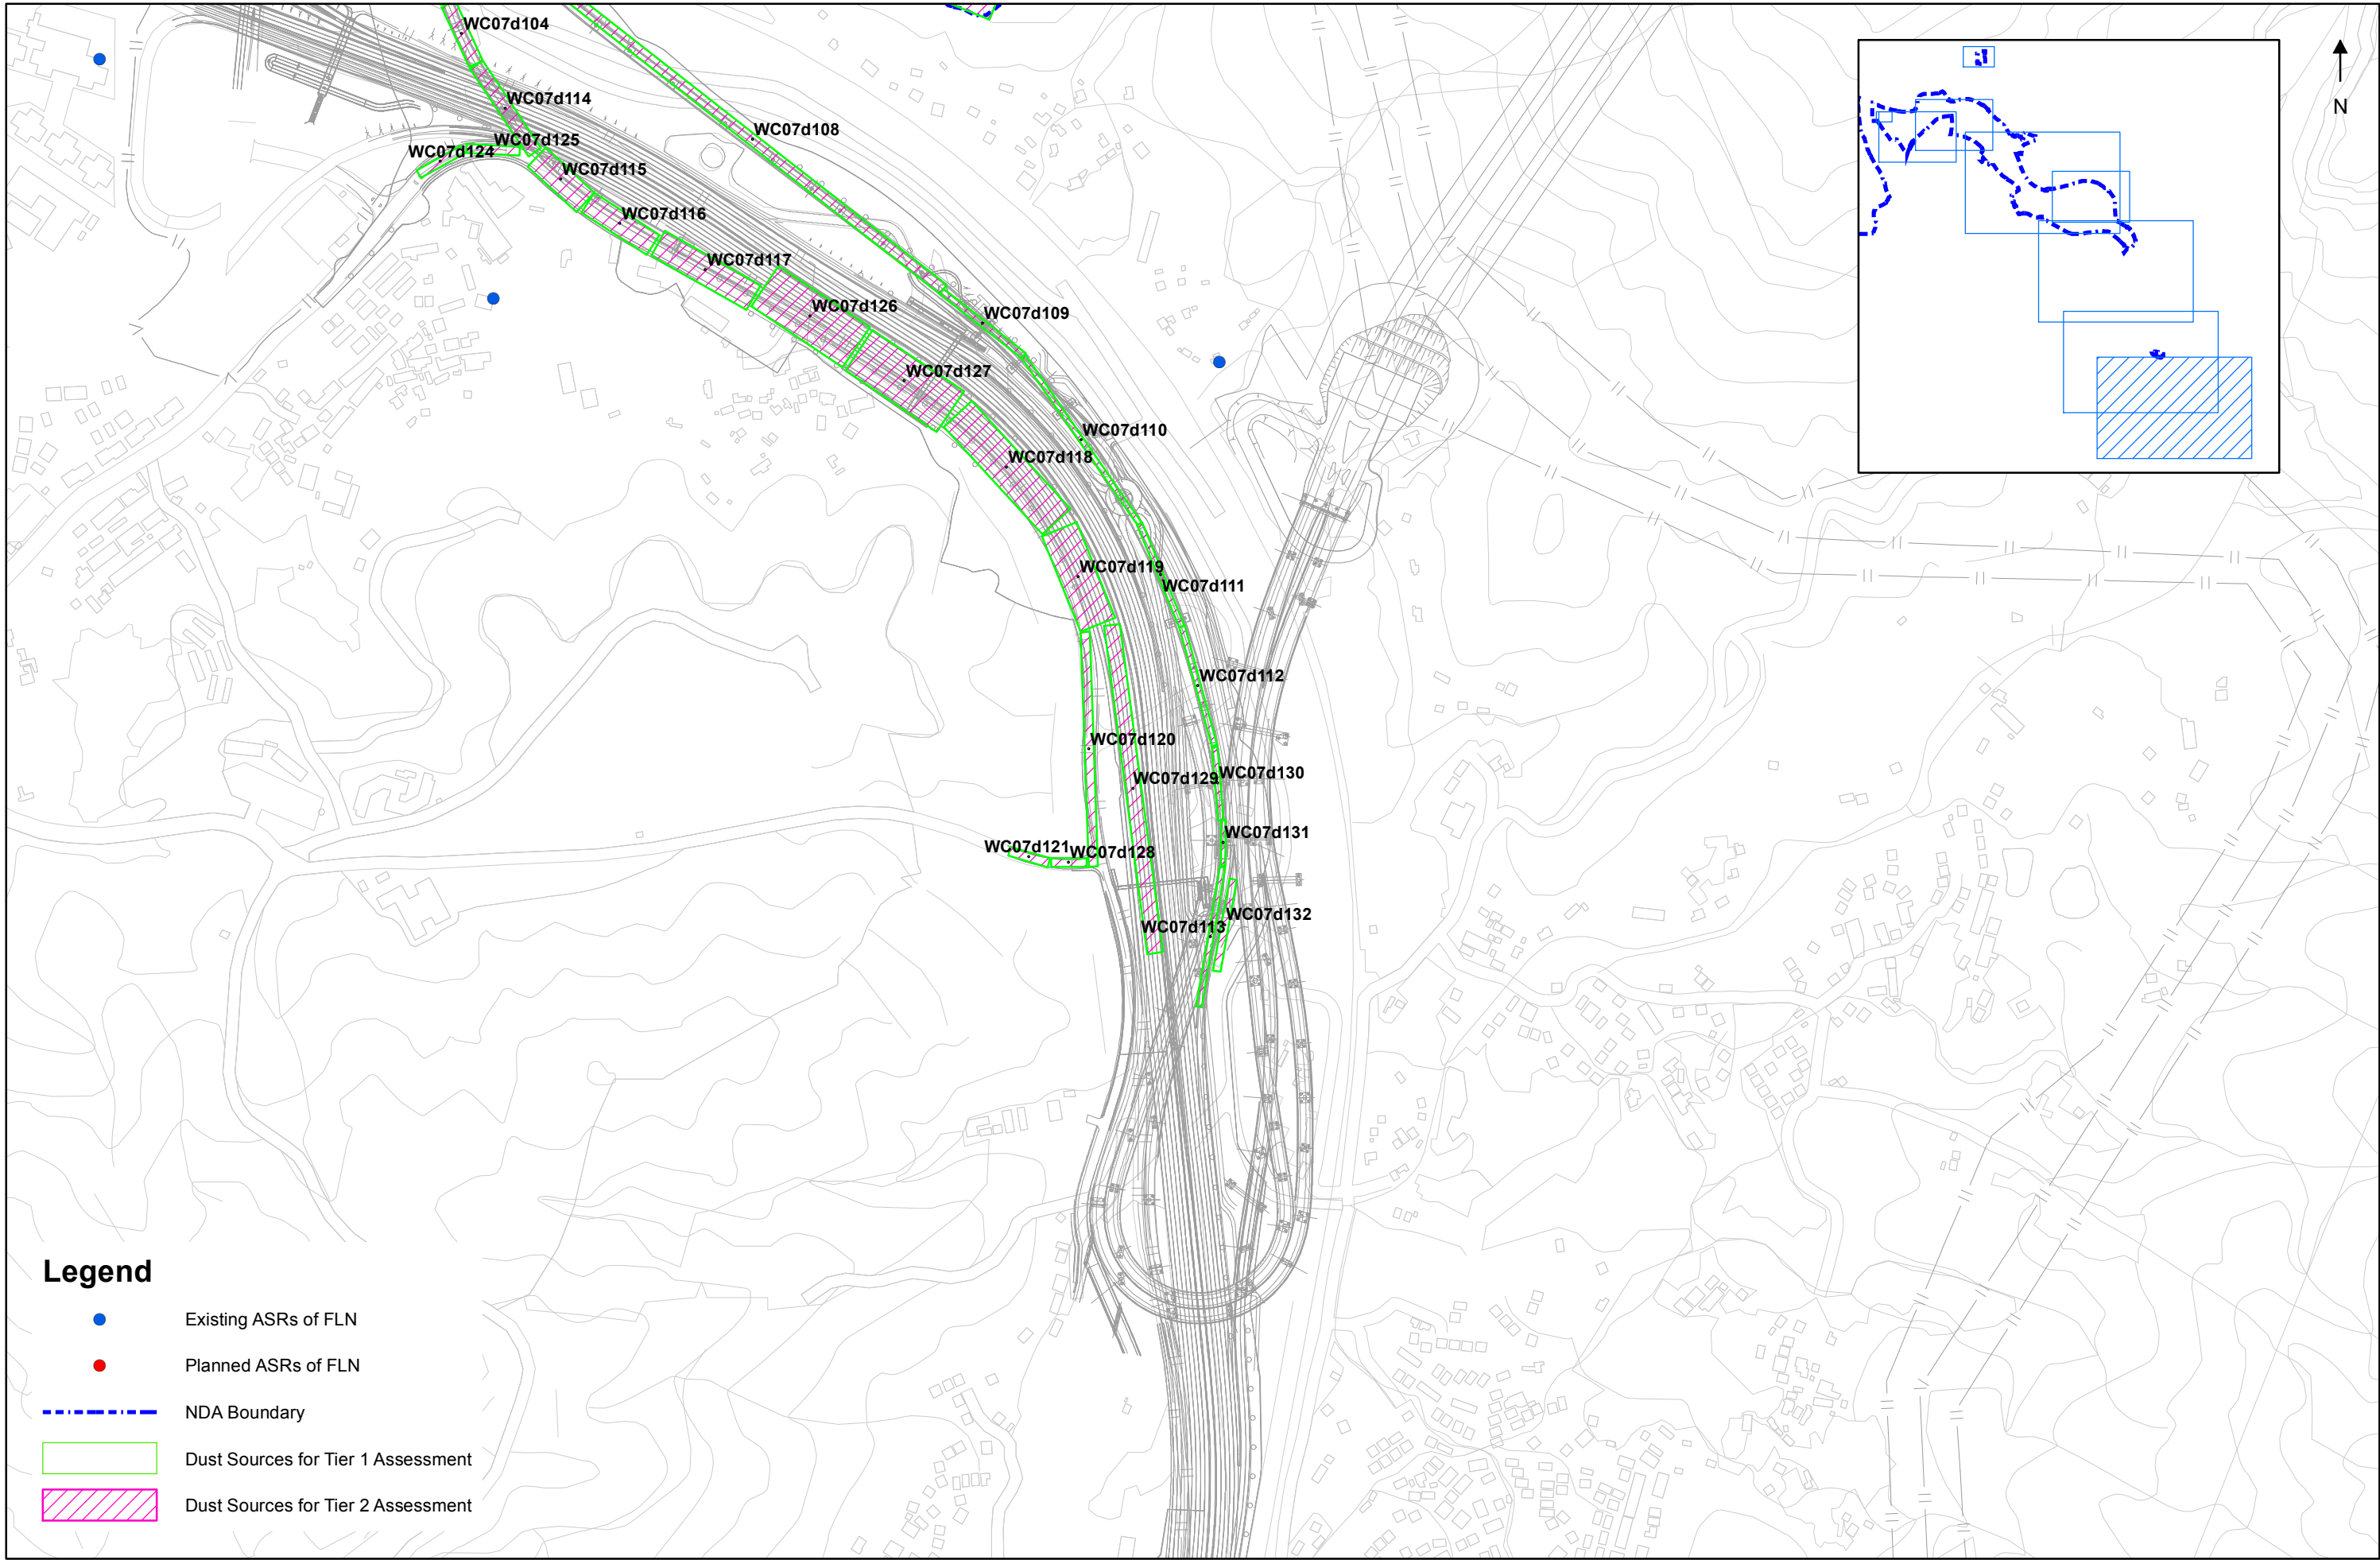 WC07d104
N
WC07d114
WC07d108
WC07d125
WC07d124
WC07d115
WC07d116
WC07d117
WC07d126
WC07d109
WC07d127
WC07d110
WC07d118
WC07d119
WC07d111
WC07d112
WC07d120
WC07d129
WC07d130
WC07d131
WC07d121
WC07d128
WC07d132
WC07d113
Legend
Existing ASRs of FLN
Planned ASRs of FLN
NDA Boundary
Dust Sources for Tier 1 Assessment
Dust Sources for Tier 2 Assessment